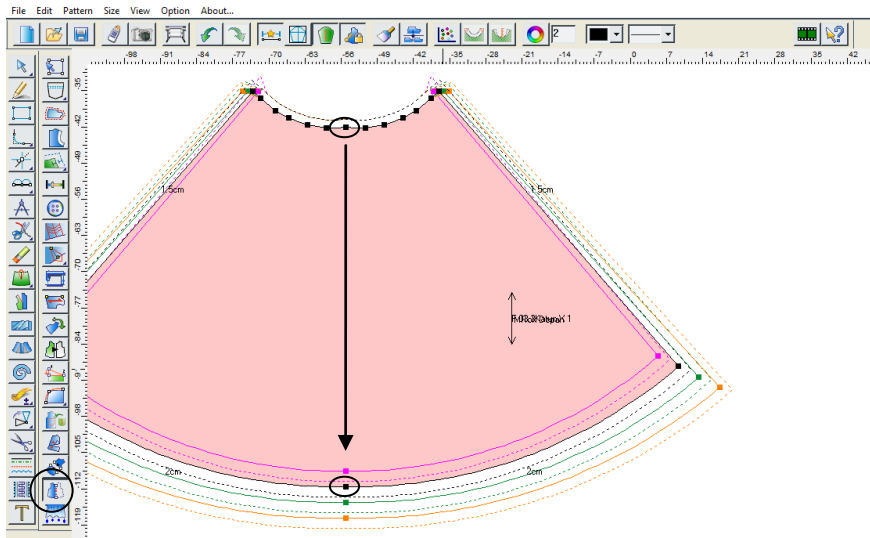 File Edit Pattern Size View Option About...
2
-98 -91 -84 -77 -70 -63 -56 -49 -42 -35 -28 -21 -14 -7 0 7 14 21 28 35 42
-35
-42
-49
-56
-63
-70
-77
-84
-91
-98
-105
-112
-119
1.5cm 1.5cm
2cm 2cm
T